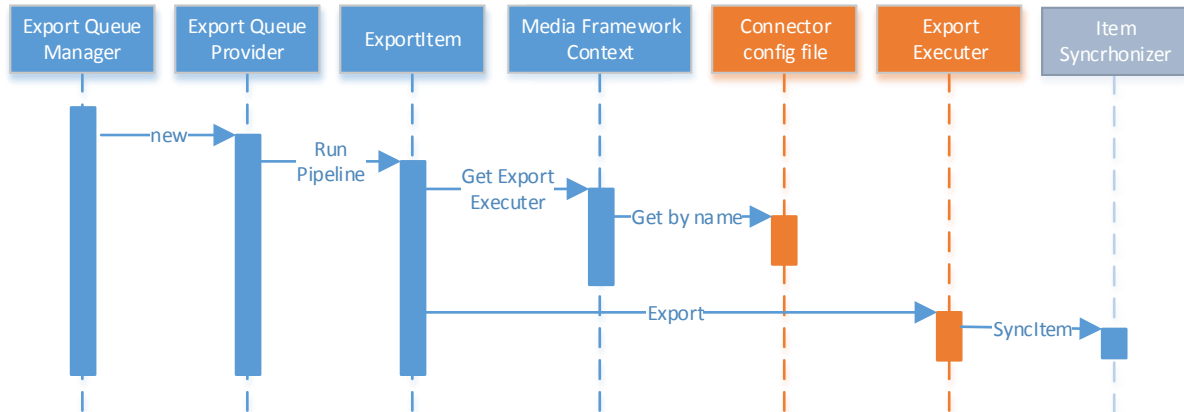 Export Queue
Manager
Export Queue
Provider
ExportItem
Media Framework
Context
Connector
config file
Export
Executer
Item
Syncrhonizer
new
Run
Pipeline
Get Export
Executer
Get by name
Export
SyncItem